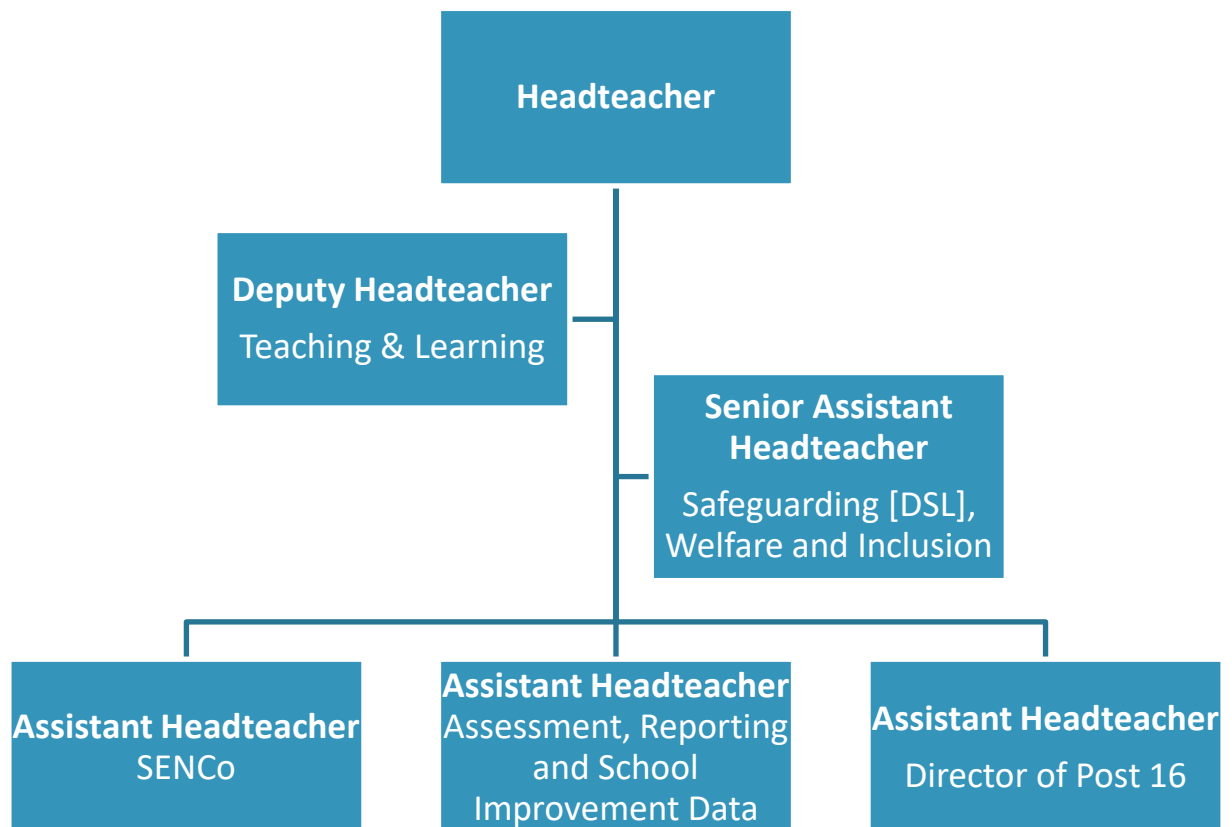 Headteacher
Deputy Headteacher
Teaching & Learning
Senior Assistant
Headteacher
Safeguarding [DSL],
Welfare and Inclusion
Assistant Headteacher
SENCo
Assistant Headteacher
Assessment, Reporting
and School
Improvement Data
Assistant Headteacher
Director of Post 16